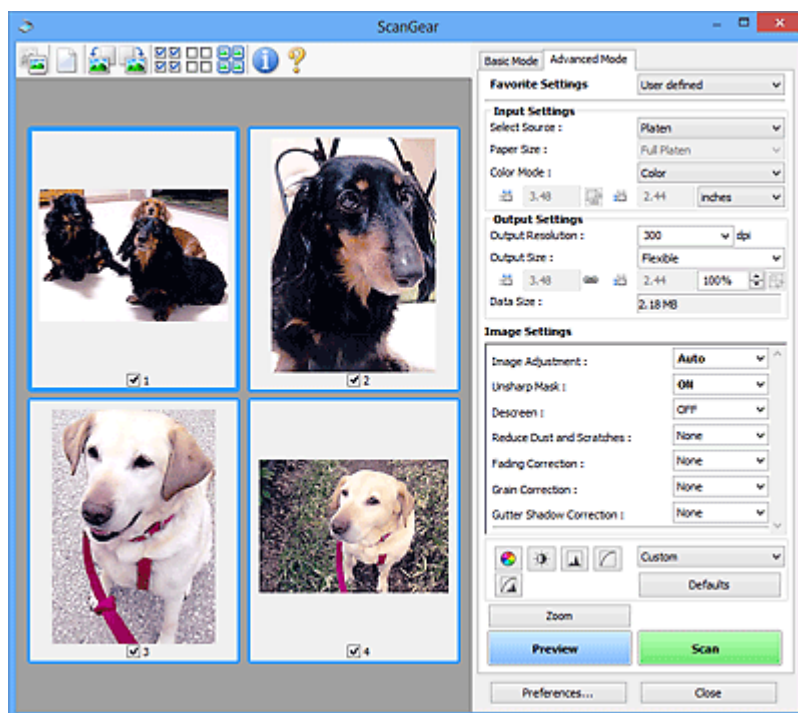 ScanGear
Basic Mode Advanced Mode
Favorite Settings User defined
Input Settings
Select Source : Platen
Paper Size : Full Platen
Color Mode : Color
3.48 2.44 inches
Output Settings
Output Resolution : 300 dpi
Output Size : Flexible
3.48 2.44 100%
Data Size : 2.18 MB
Image Settings
Image Adjustment : Auto
Unsharp Mask : ON
Descreen : OFF
Reduce Dust and Scratches : None
Fading Correction : None
Grain Correction : None
Gutter Shadow Correction : None
Custom
Defaults
Zoom
Preview Scan
Preferences... Close
1
2
3
4